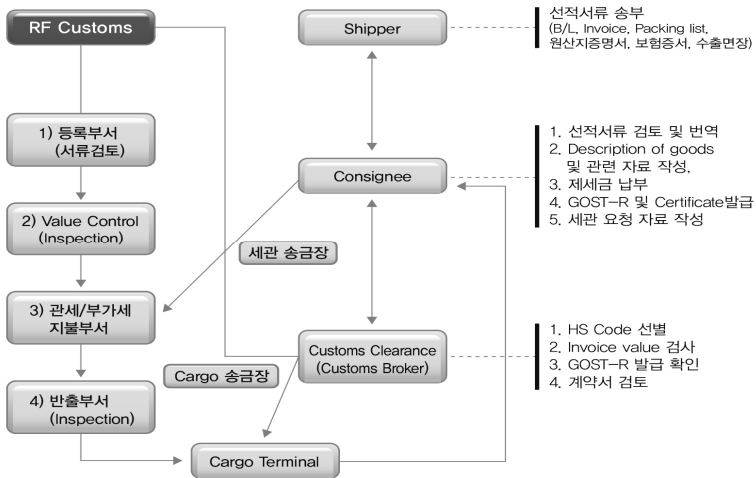 RF Customs
1) 등록부서
(서류검토)
2) Value Control
(Inspection)
3) 관세/부가세
지불부서
4) 반출부서
(Inspection)
Shipper
Consignee
세관 송금장
Cargo 송금장
Customs Clearance
(Customs Broker)
Cargo Terminal
선적서류 송부
(B/L, Invoice, Packing list,
원산지증명서, 보험증서, 수출면장)
1. 선적서류 검토 및 번역
2. Description of goods
및 관련 자료 작성,
3. 제세금 납부
4. GOST-R 및 Certificate발급
5. 세관 요청 자료 작성
1. HS Code 선별
2. Invoice value 검사
3. GOST-R 발급 확인
4. 계약서 검토